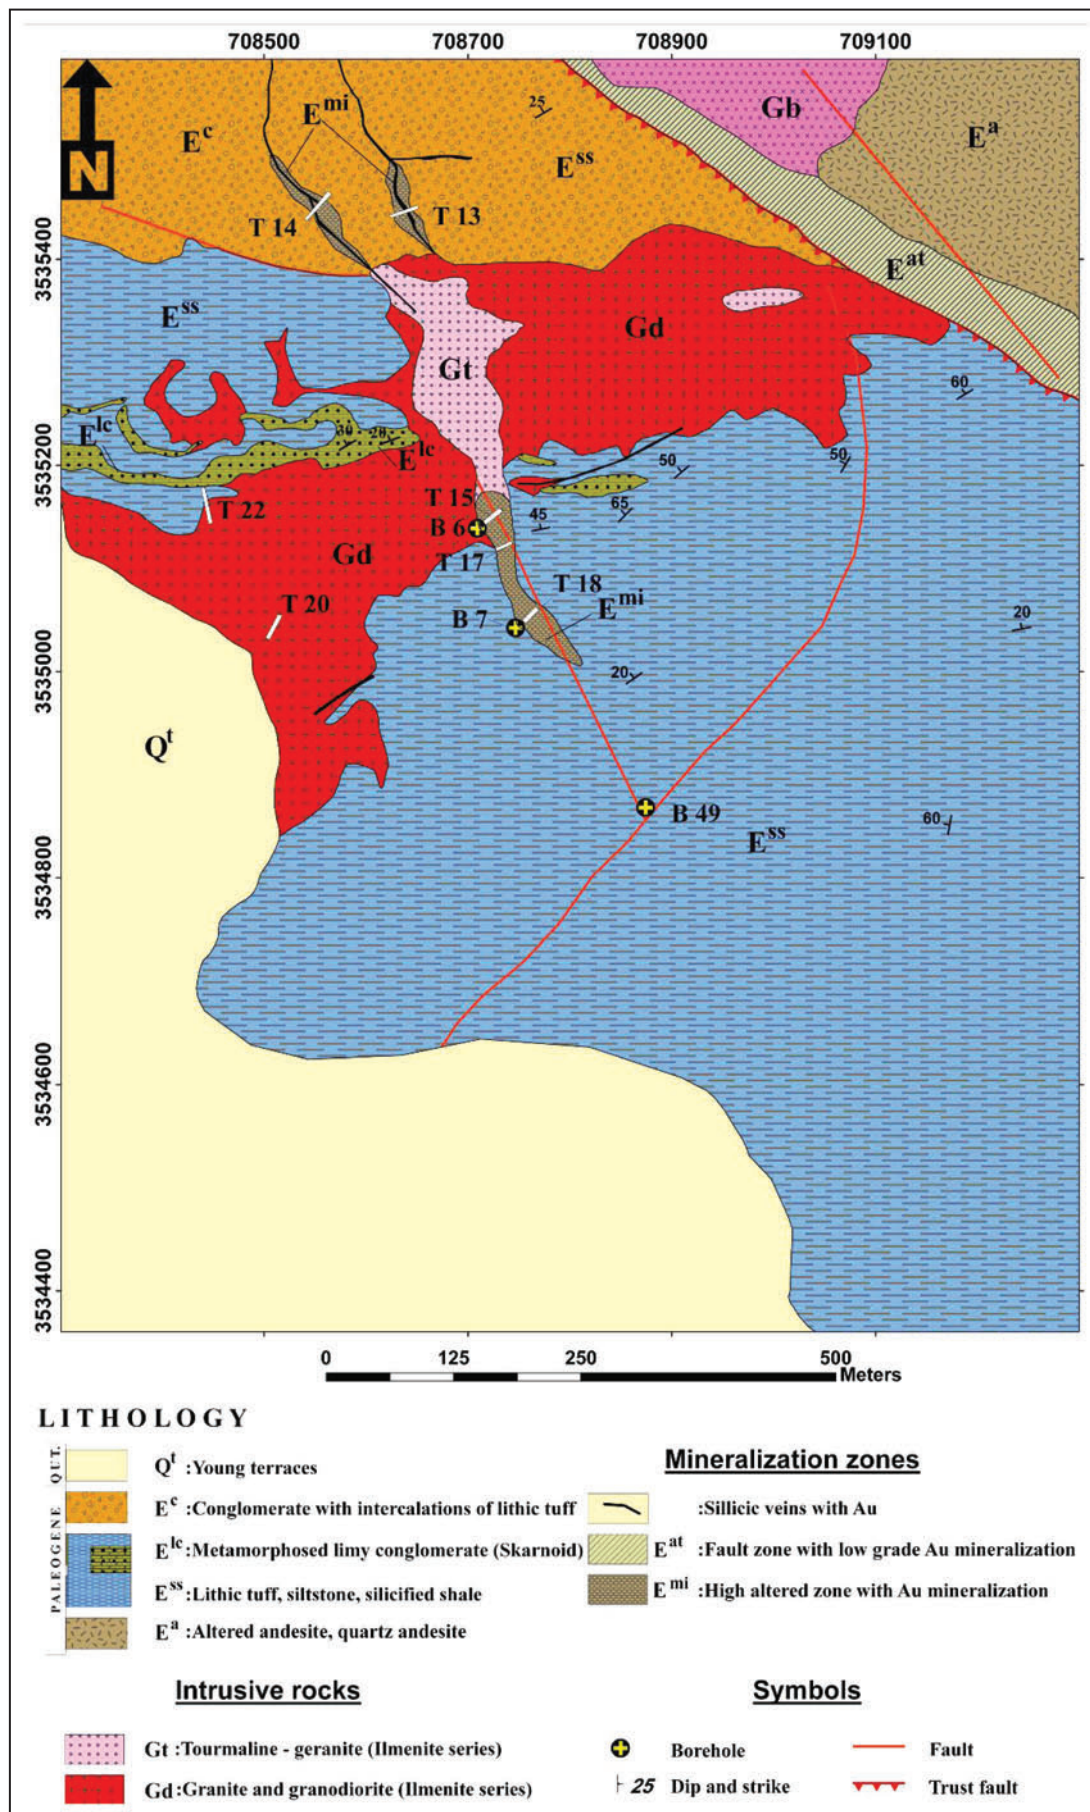 708500 708700 708900 709100
N
E^c
E^mi
25
E^ss
Gb
E^a
T 14
T 13
3535400
E^at
E^ss
Gd
Gt
60
E^lc
30
20
E^lc
3535200
50
50
T 15
T 22
65
B 6
45
Gd
T 17
T 18
E^mi
T 20
B 7
20
3535000
20
Q^t
B 49
E^ss
60
3534800
3534600
3534400
0 125 250 500
Meters
LITHOLOGY
QUT.
Q^t :Young terraces
PALEOGENE
E^c :Conglomerate with intercalations of lithic tuff
E^lc :Metamorphosed limy conglomerate (Skarnoid)
E^ss :Lithic tuff, siltstone, silicified shale
E^a :Altered andesite, quartz andesite
Mineralization zones
:Sillicic veins with Au
E^at :Fault zone with low grade Au mineralization
E^mi :High altered zone with Au mineralization
Intrusive rocks
Gt :Tourmaline - geranite (Ilmenite series)
Gd :Granite and granodiorite (Ilmenite series)
Symbols
Borehole
Fault
25 Dip and strike
Trust fault